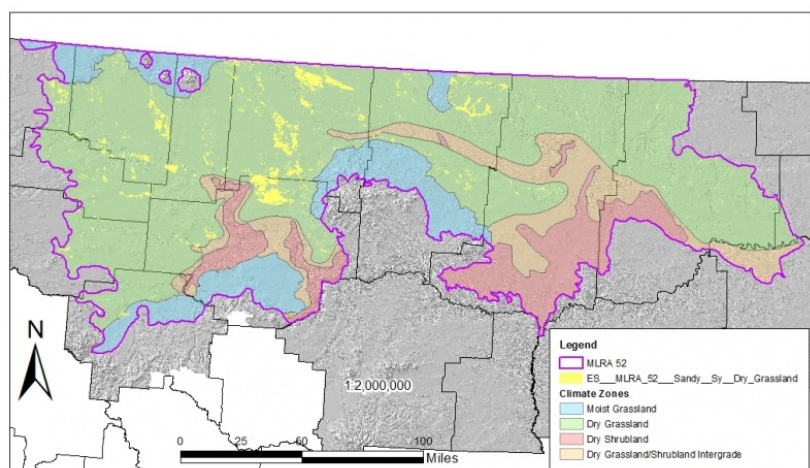 N
1:2,000,000
0 25 50 100
Miles
Legend
MLRA 52
ES___MLRA_52___Sandy__Sy__Dry_Grassland
Climate Zones
Moist Grassland
Dry Grassland
Dry Shrubland
Dry Grassland/Shrubland Intergrade